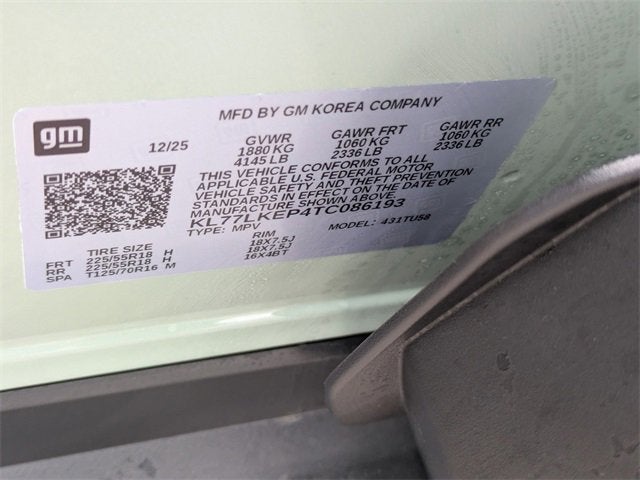 gm
MFD BY GM KOREA COMPANY
12/25 GVWR GAWR FRT GAWR RR
1880 KG 1060 KG 1060 KG
4145 LB 2336 LB 2336 LB
THIS VEHICLE CONFORMS TO ALL
APPLICABLE U.S. FEDERAL MOTOR
VEHICLE SAFETY AND THEFT PREVENTION
STANDARDS IN EFFECT ON THE DATE OF
MANUFACTURE SHOWN ABOVE.
KL77LKEP4TC086193
TYPE: MPV MODEL: 431TU58
TIRE SIZE RIM
FRT 225/55R18 H 18X7.5J
RR 225/55R18 H 18X7.5J
SPA T125/70R16 M 16X4BT